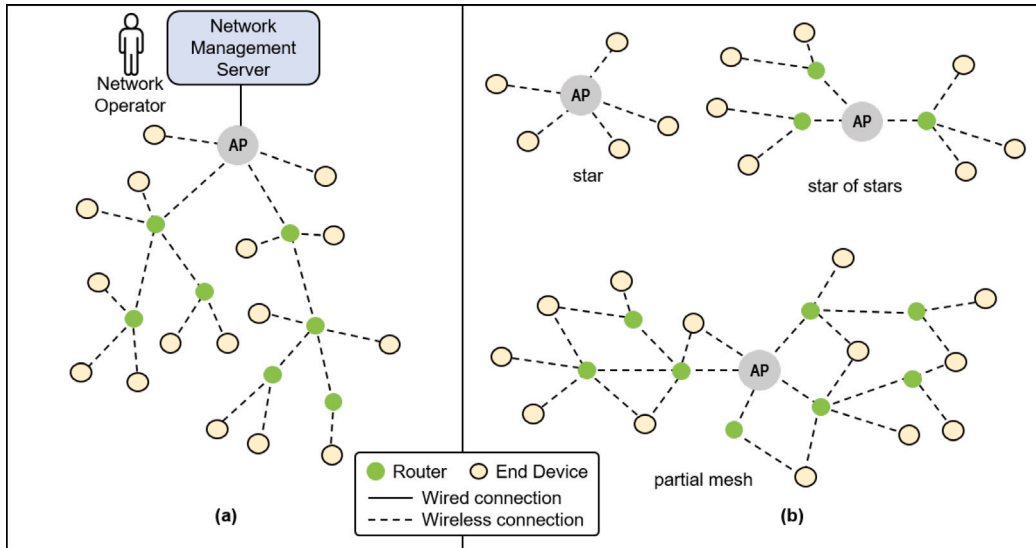 Network
Management
Server
Network
Operator
AP
(a)
AP
star
AP
star of stars
AP
partial mesh
(b)
Router
End Device
Wired connection
Wireless connection